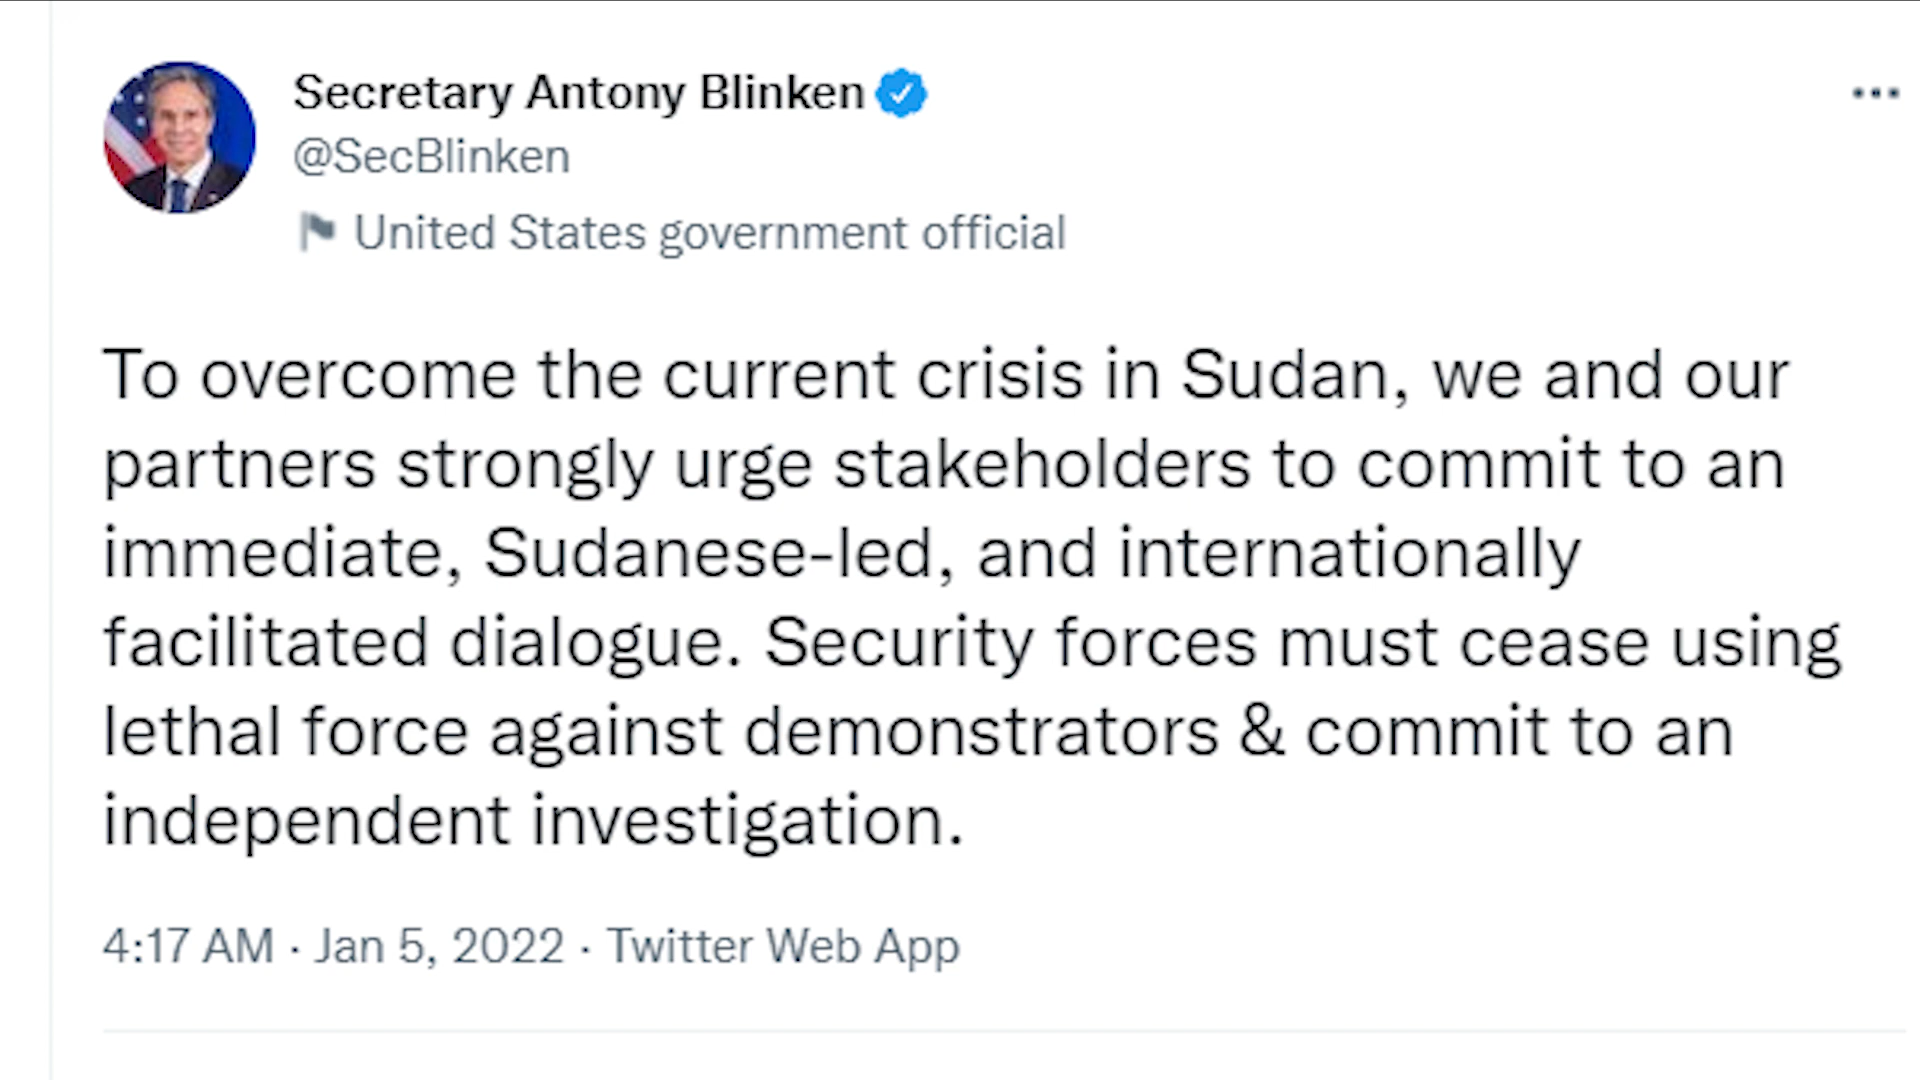 Secretary Antony Blinken
@SecBlinken
United States government official
To overcome the current crisis in Sudan, we and our
partners strongly urge stakeholders to commit to an
immediate, Sudanese-led, and internationally
facilitated dialogue. Security forces must cease using
lethal force against demonstrators & commit to an
independent investigation.
4:17 AM · Jan 5, 2022 · Twitter Web App